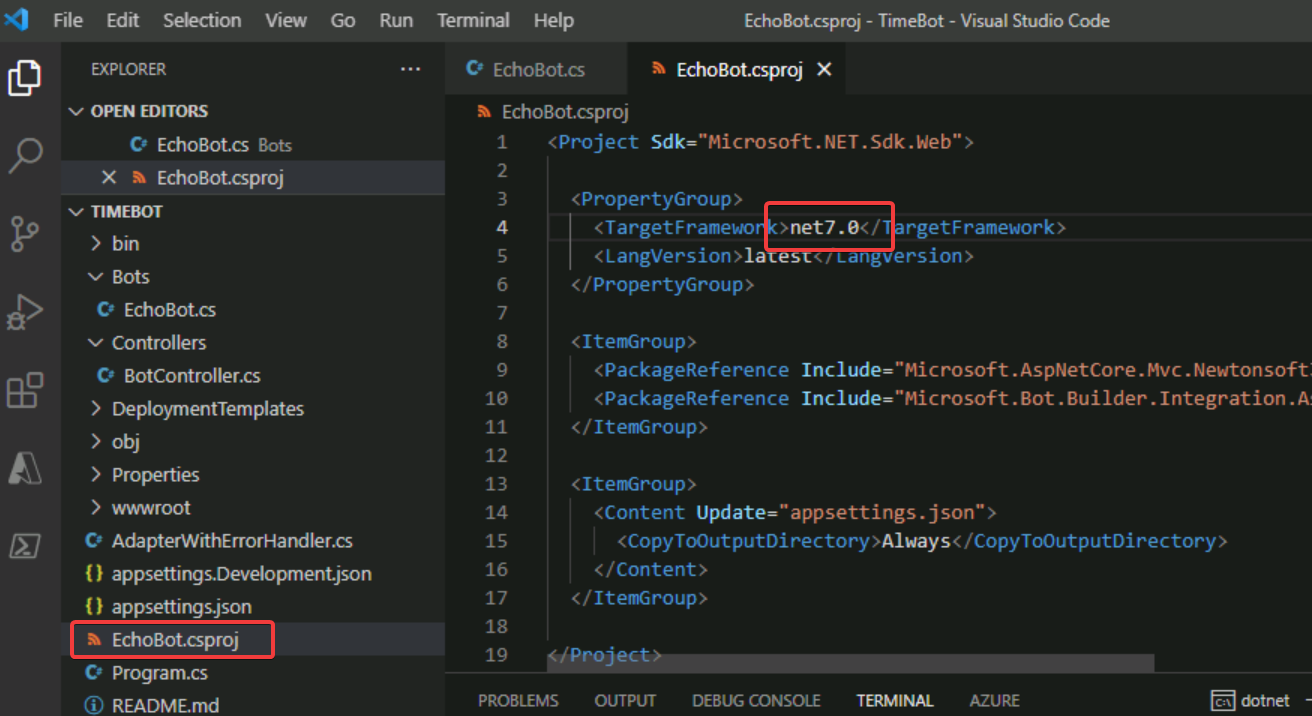 File Edit Selection View Go Run Terminal Help EchoBot.csproj - TimeBot - Visual Studio Code
EXPLORER ···
OPEN EDITORS
EchoBot.cs Bots
EchoBot.csproj
TIMEBOT
bin
Bots
EchoBot.cs
Controllers
BotController.cs
DeploymentTemplates
obj
Properties
wwwroot
AdapterWithErrorHandler.cs
appsettings.Development.json
appsettings.json
EchoBot.csproj
Program.cs
README.md
EchoBot.cs EchoBot.csproj
EchoBot.csproj
1 <Project Sdk="Microsoft.NET.Sdk.Web">
2
3 <PropertyGroup>
4 <TargetFramework>net7.0</TargetFramework>
5 <LangVersion>latest</LangVersion>
6 </PropertyGroup>
7
8 <ItemGroup>
9 <PackageReference Include="Microsoft.AspNetCore.Mvc.Newtonsoft
10 <PackageReference Include="Microsoft.Bot.Builder.Integration.As
11 </ItemGroup>
12
13 <ItemGroup>
14 <Content Update="appsettings.json">
15 <CopyToOutputDirectory>Always</CopyToOutputDirectory>
16 </Content>
17 </ItemGroup>
18
19 </Project>
PROBLEMS OUTPUT DEBUG CONSOLE TERMINAL AZURE dotnet